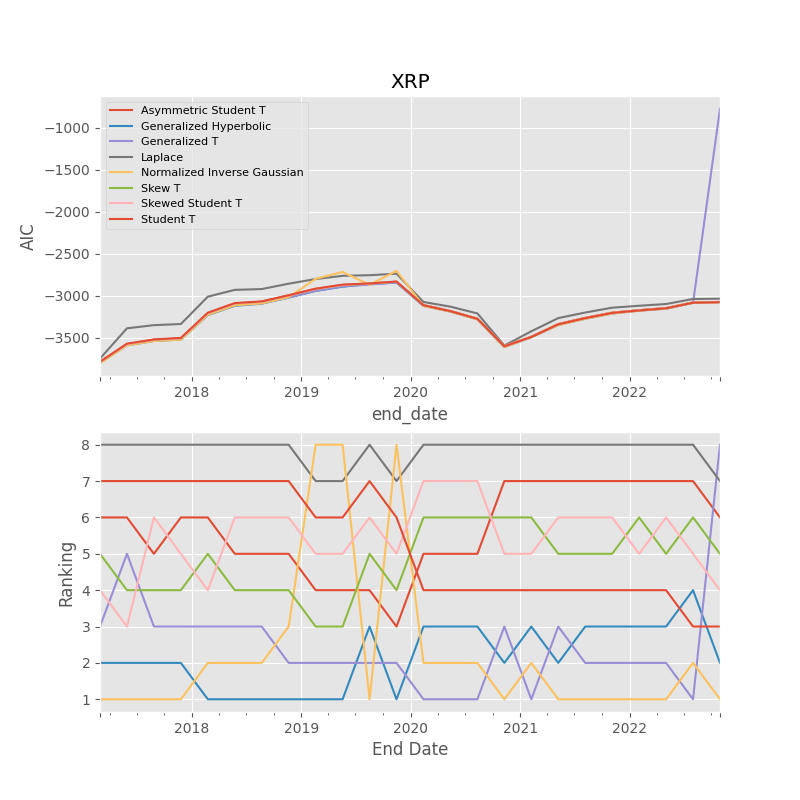 XRP
AIC
−1000
−1500
−2000
−2500
−3000
−3500
Asymmetric Student T
Generalized Hyperbolic
Generalized T
Laplace
Normalized Inverse Gaussian
Skew T
Skewed Student T
Student T
2018 2019 2020 2021 2022
end_date
Ranking
8
7
6
5
4
3
2
1
2018 2019 2020 2021 2022
End Date